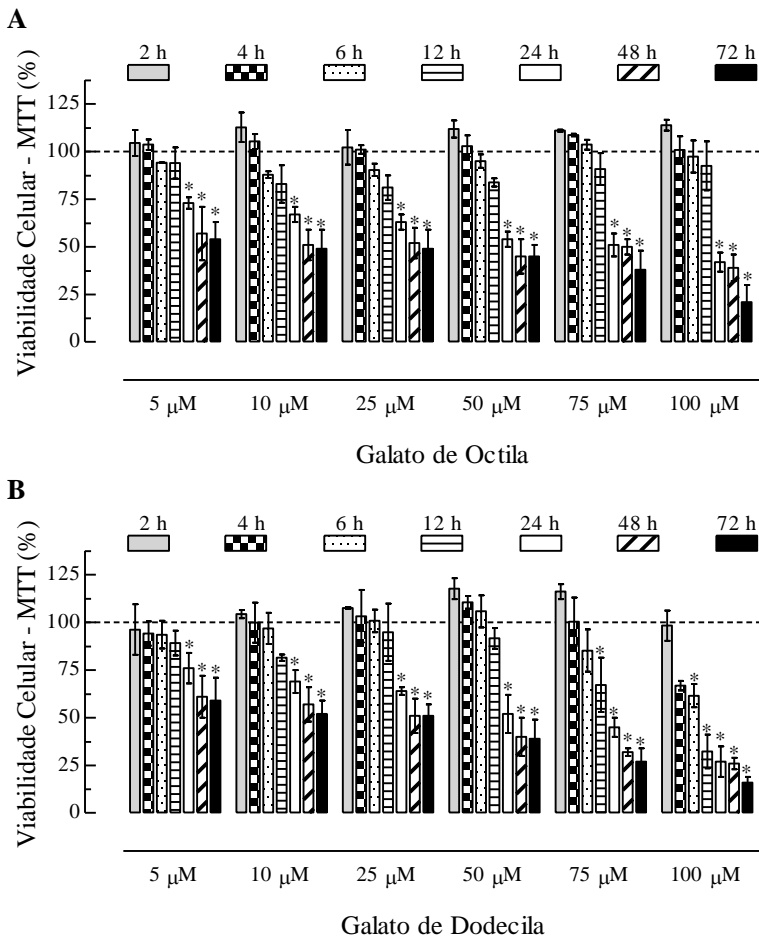 A
2 h 4 h 6 h 12 h 24 h 48 h 72 h
Viabilidade Celular - MTT (%)
125
100
75
50
25
0
* * *
* * *
* * *
* * *
* * *
* * *
5 μM 10 μM 25 μM 50 μM 75 μM 100 μM
Galato de Octila
B
2 h 4 h 6 h 12 h 24 h 48 h 72 h
Viabilidade Celular - MTT (%)
125
100
75
50
25
0
* * *
* * *
* * *
* * *
* * * *
* * * * *
5 μM 10 μM 25 μM 50 μM 75 μM 100 μM
Galato de Dodecila